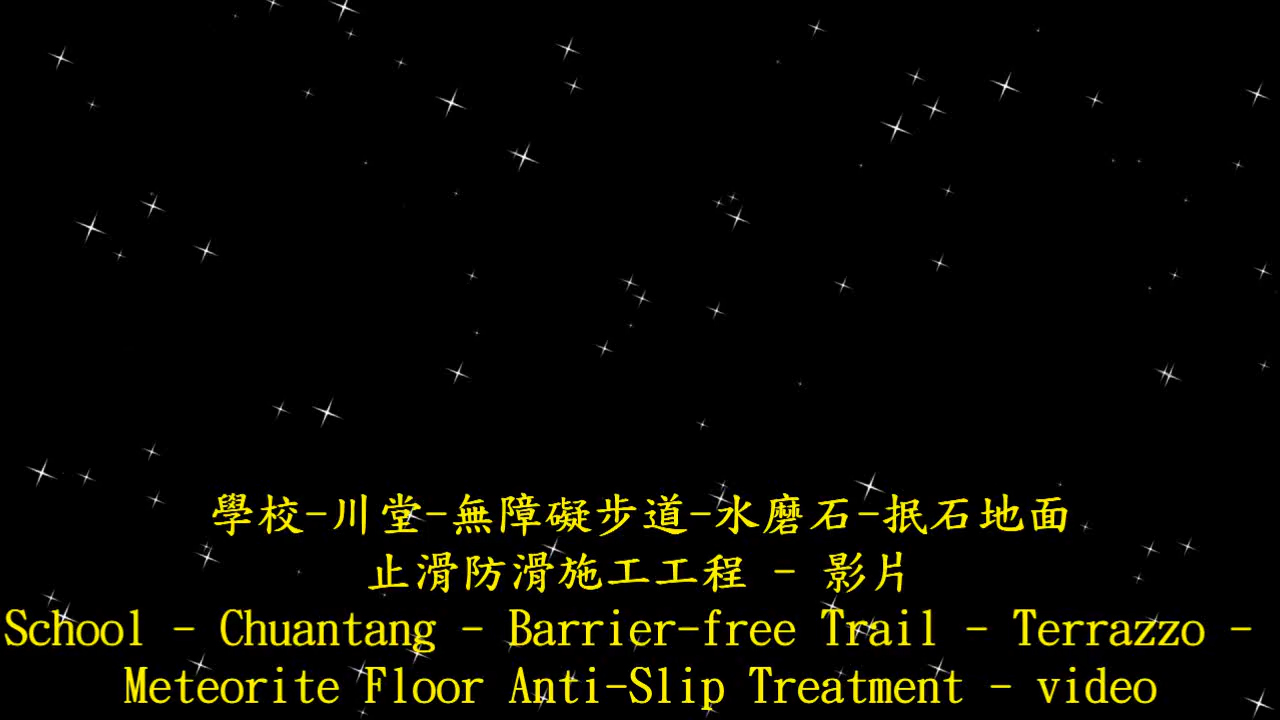 學校-川堂-無障礙步道-水磨石-抿石地面
止滑防滑施工工程 - 影片
School - Chuantang - Barrier-free Trail - Terrazzo -
Meteorite Floor Anti-Slip Treatment - video